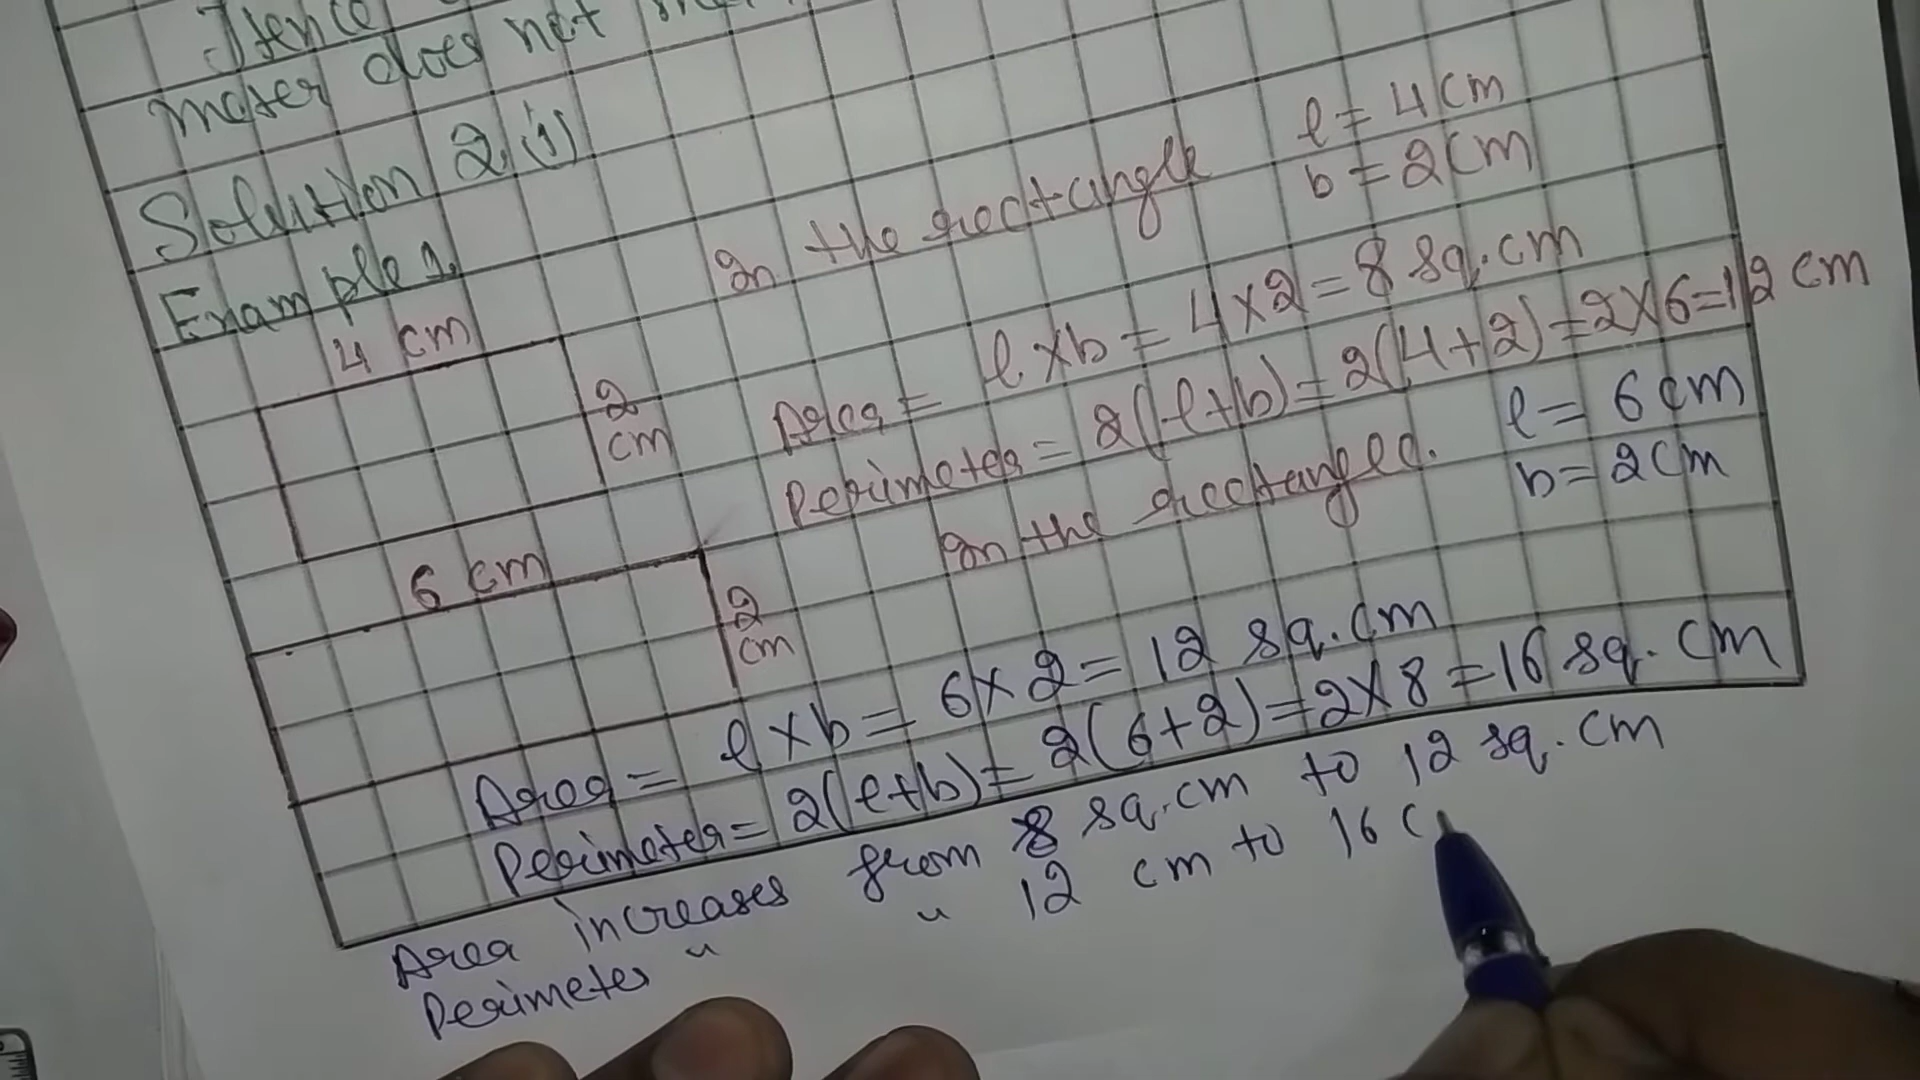 Hence
meter does not
Solution 2.(1)
Example 1.
4 cm
2
cm
In the rectangle
l = 4 cm
b = 2 cm
Area = l × b = 4 × 2 = 8 sq.cm
Perimeter = 2(l+b) = 2(4+2) = 2×6 = 12 cm
6 cm
2
cm
In the rectangle.
l = 6 cm
b = 2 cm
Area = l × b = 6 × 2 = 12 sq.cm
Perimeter = 2(l+b) = 2(6+2) = 2×8 = 16 sq. cm
Area increases from 8 sq.cm to 12 sq.cm
Perimeter " " 12 cm to 16 c